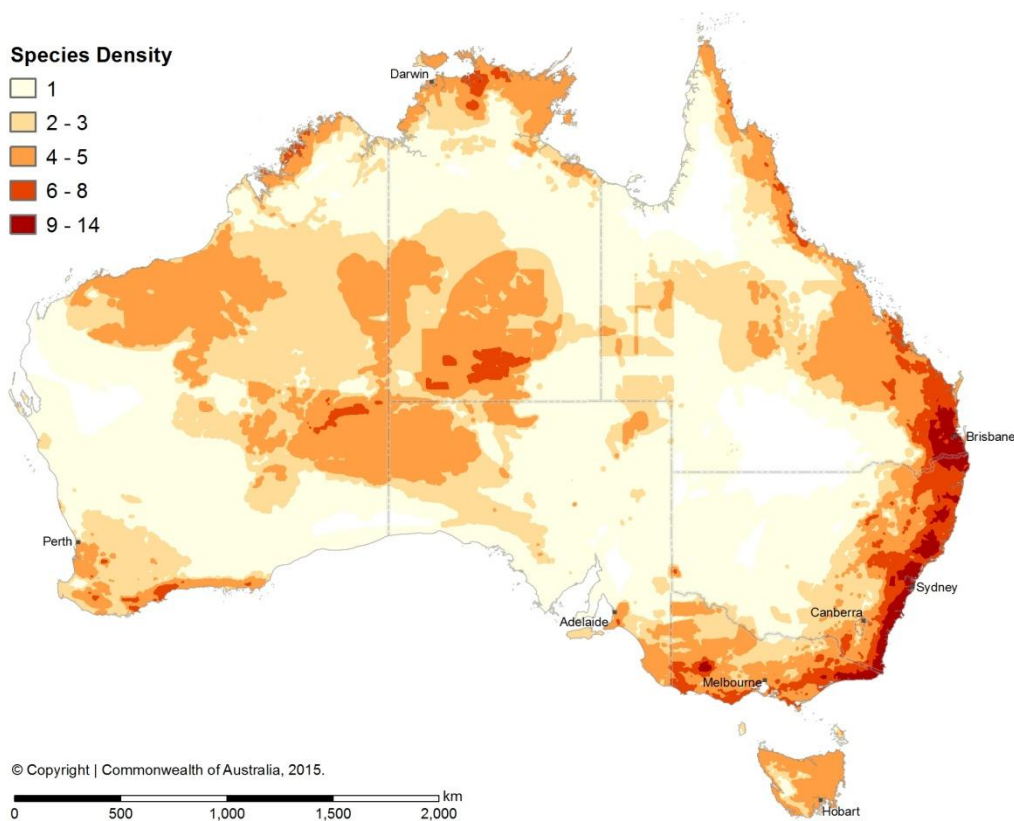 Species Density
1
2 - 3
4 - 5
6 - 8
9 - 14
Darwin
Brisbane
Perth
Sydney
Canberra
Adelaide
Melbourne
Hobart
© Copyright | Commonwealth of Australia, 2015.
km
0 500 1,000 1,500 2,000